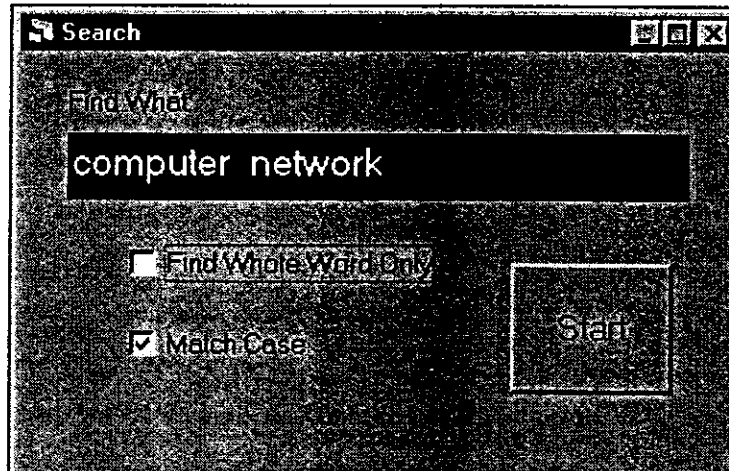 Search
Find What
computer network
Find Whole Word Only
Match Case
Start